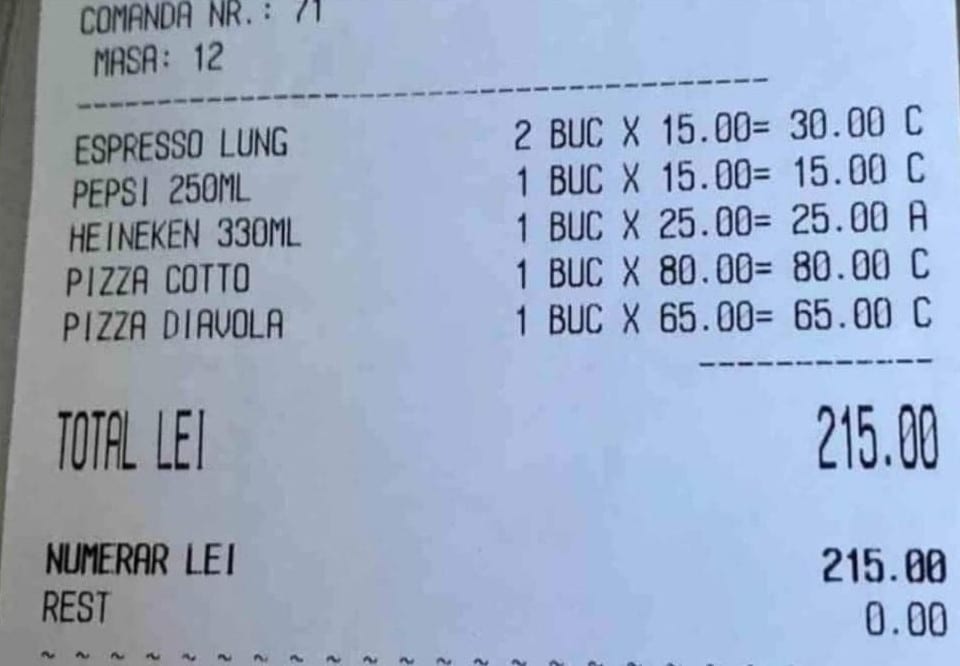 COMANDA NR.: 71
MASA: 12
ESPRESSO LUNG 2 BUC X 15.00= 30.00 C
PEPSI 250ML 1 BUC X 15.00= 15.00 C
HEINEKEN 330ML 1 BUC X 25.00= 25.00 A
PIZZA COTTO 1 BUC X 80.00= 80.00 C
PIZZA DIAVOLA 1 BUC X 65.00= 65.00 C
TOTAL LEI 215.00
NUMERAR LEI 215.00
REST 0.00